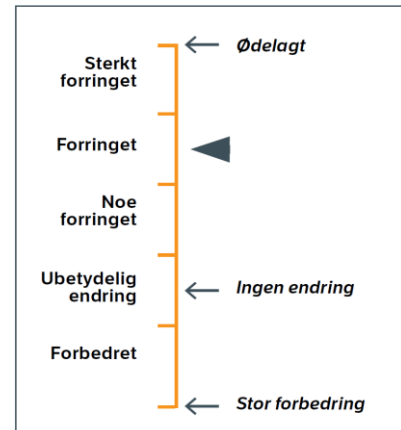 Ødelagt
Sterkt
forringet
Forringet
Noe
forringet
Ubetydelig
endring
Ingen endring
Forbedret
Stor forbedring